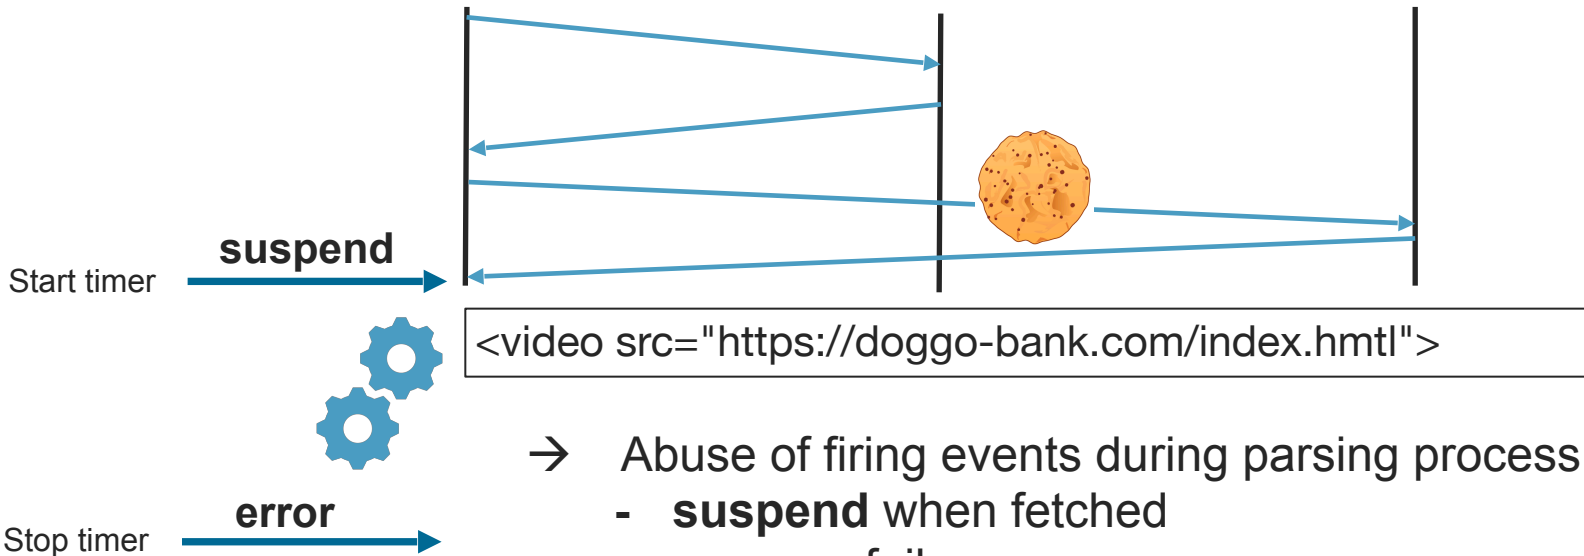 suspend
Start timer
<video src="https://doggo-bank.com/index.hmtl">
→ Abuse of firing events during parsing process
- suspend when fetched
error
Stop timer